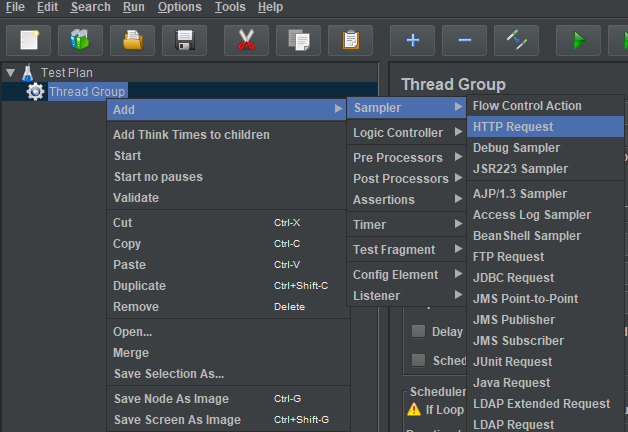 File Edit Search Run Options Tools Help
Test Plan
Thread Group
Thread Group
Add
Add Think Times to children
Start
Start no pauses
Validate
Cut Ctrl-X
Copy Ctrl-C
Paste Ctrl-V
Duplicate Ctrl+Shift-C
Remove Delete
Open...
Merge
Save Selection As...
Save Node As Image Ctrl-G
Save Screen As Image Ctrl+Shift-G
Sampler
Logic Controller
Pre Processors
Post Processors
Assertions
Timer
Test Fragment
Config Element
Listener
Flow Control Action
HTTP Request
Debug Sampler
JSR223 Sampler
AJP/1.3 Sampler
Access Log Sampler
BeanShell Sampler
FTP Request
JDBC Request
JMS Point-to-Point
JMS Publisher
JMS Subscriber
JUnit Request
Java Request
LDAP Extended Request
LDAP Request
Delay
Sched
Scheduler
If Loop